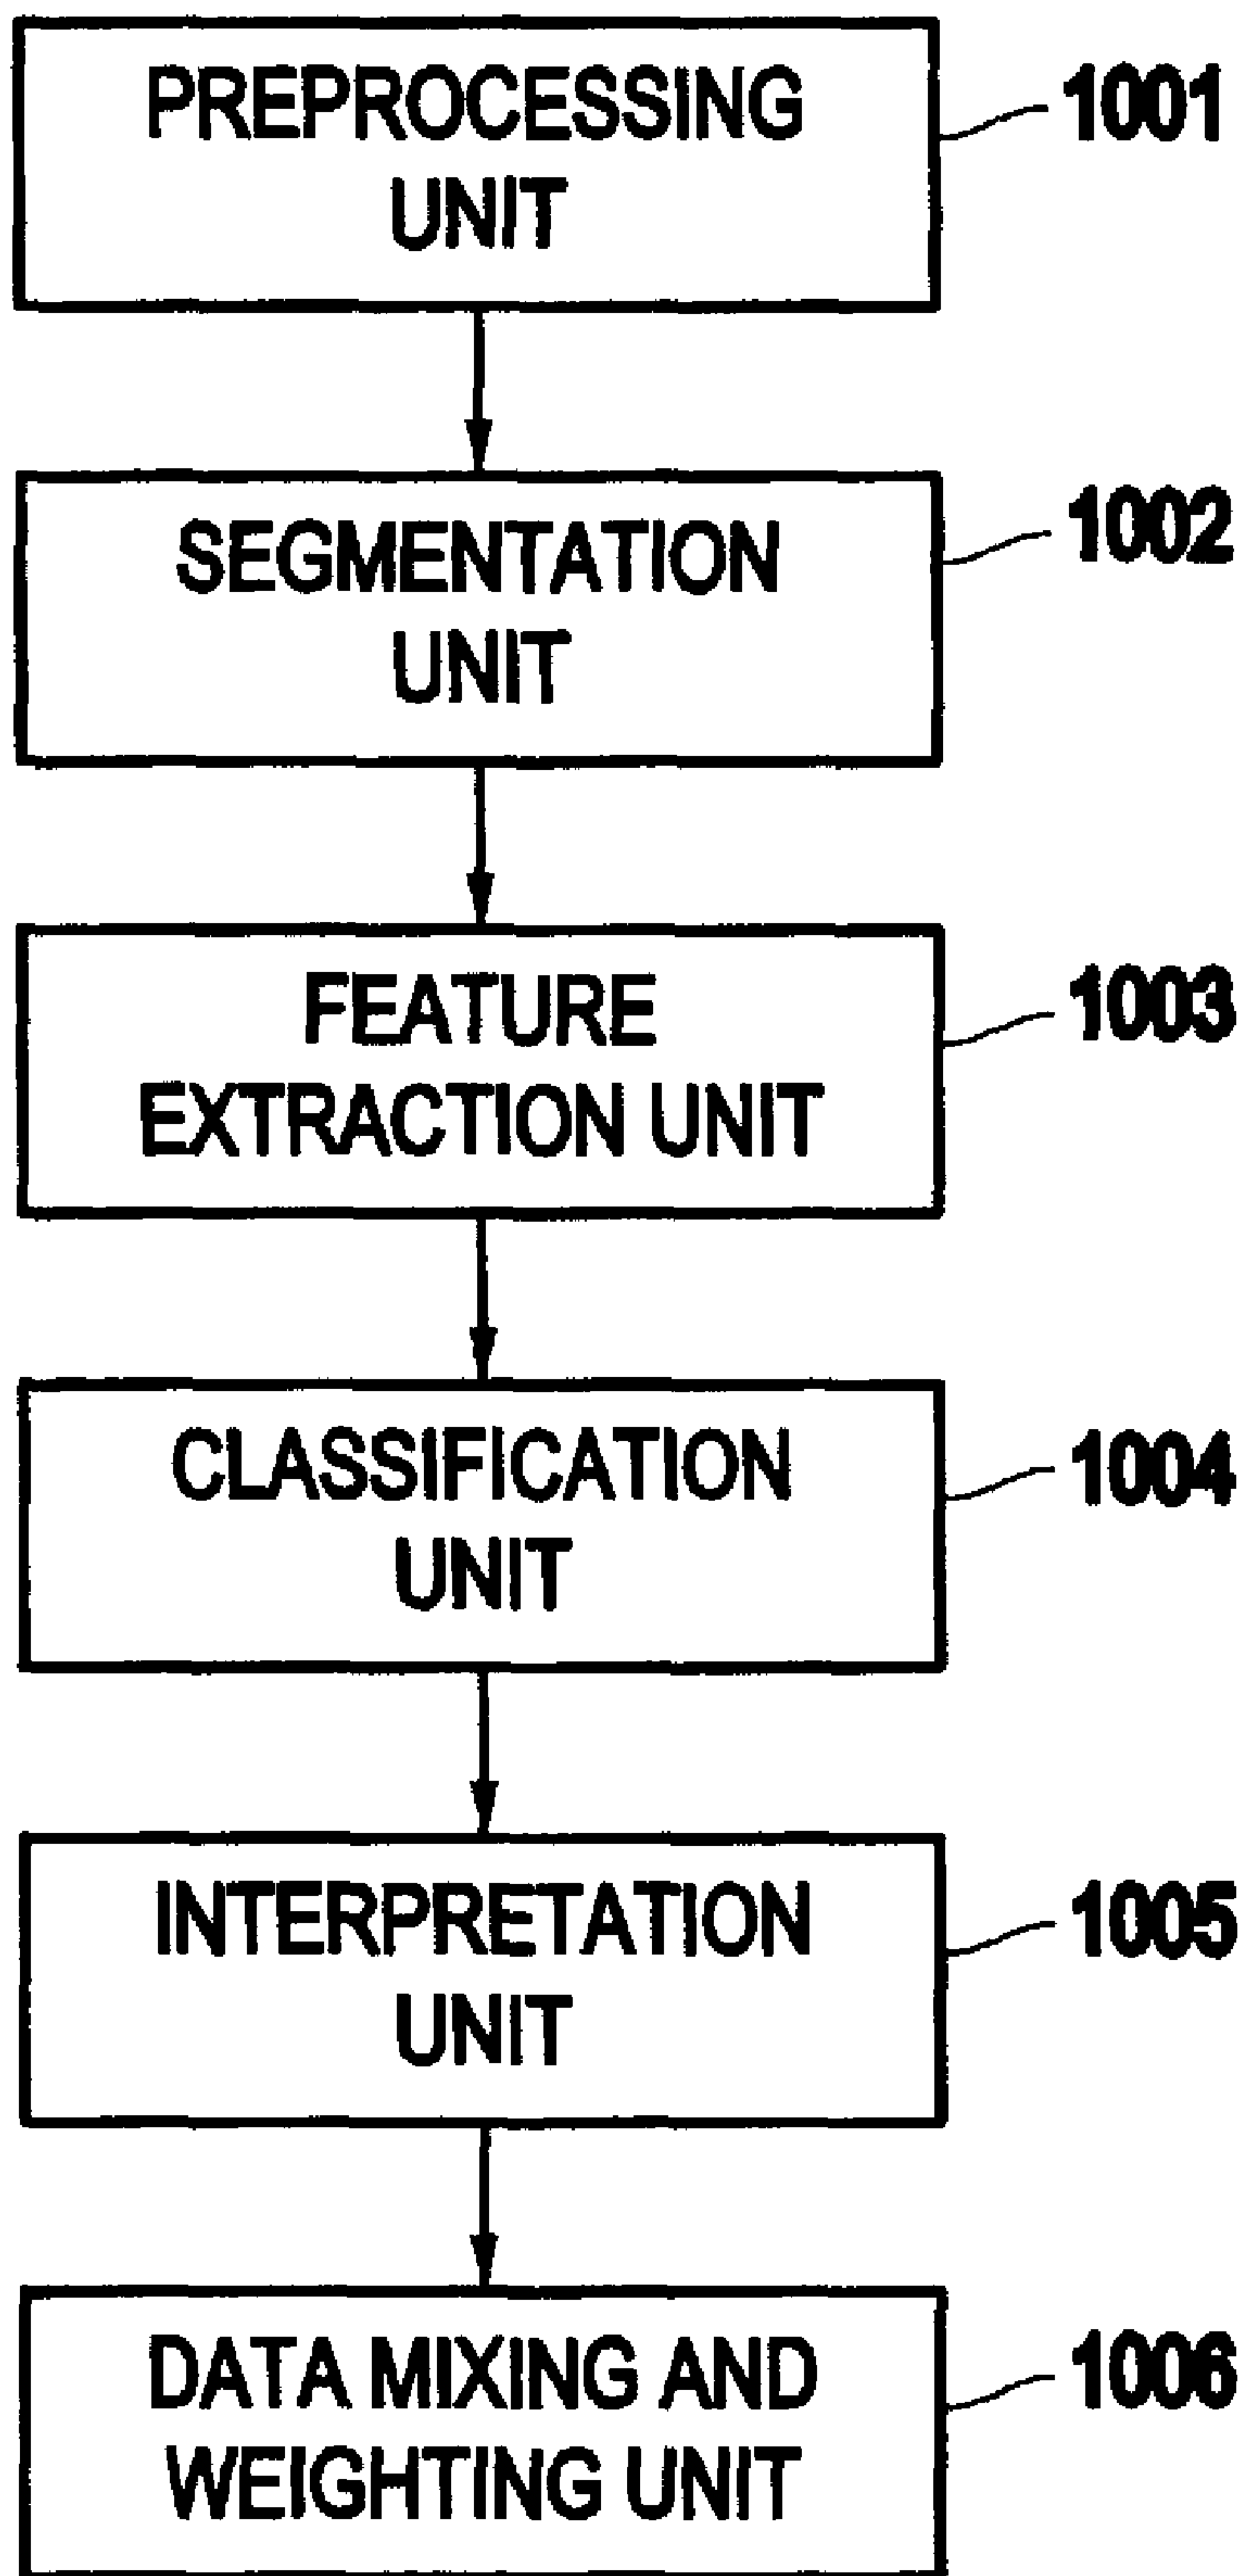 PREPROCESSING
UNIT
1001
SEGMENTATION
UNIT
1002
FEATURE
EXTRACTION UNIT
1003
CLASSIFICATION
UNIT
1004
INTERPRETATION
UNIT
1005
DATA MIXING AND
WEIGHTING UNIT
1006